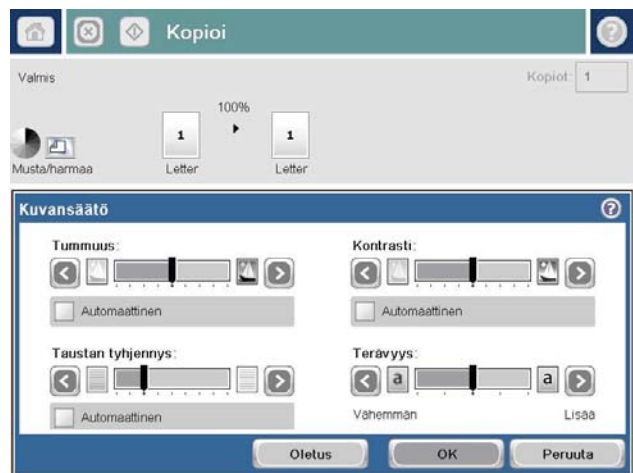 Kopioi
Valmis
Kopiot: 1
100%
1
1
Musta/harmaa
Letter
Letter
Kuvansäätö
Tummuus:
Kontrasti:
Automaattinen
Automaattinen
Taustan tyhjennys:
Terävyys:
a
a
Automaattinen
Vähemmän
Lisää
Oletus
OK
Peruuta